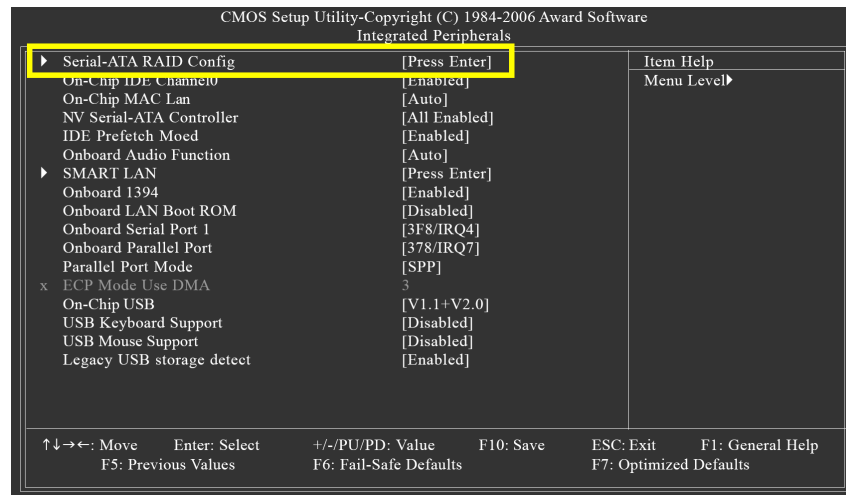 CMOS Setup Utility-Copyright (C) 1984-2006 Award Software
Integrated Peripherals
Serial-ATA RAID Config [Press Enter] Item Help
On-Chip IDE Channel0 [Enabled] Menu Level
On-Chip MAC Lan [Auto]
NV Serial-ATA Controller [All Enabled]
IDE Prefetch Moed [Enabled]
Onboard Audio Function [Auto]
SMART LAN [Press Enter]
Onboard 1394 [Enabled]
Onboard LAN Boot ROM [Disabled]
Onboard Serial Port 1 [3F8/IRQ4]
Onboard Parallel Port [378/IRQ7]
Parallel Port Mode [SPP]
x ECP Mode Use DMA 3
On-Chip USB [V1.1+V2.0]
USB Keyboard Support [Disabled]
USB Mouse Support [Disabled]
Legacy USB storage detect [Enabled]
↑↓→←: Move Enter: Select +/-/PU/PD: Value F10: Save ESC: Exit F1: General Help
F5: Previous Values F6: Fail-Safe Defaults F7: Optimized Defaults